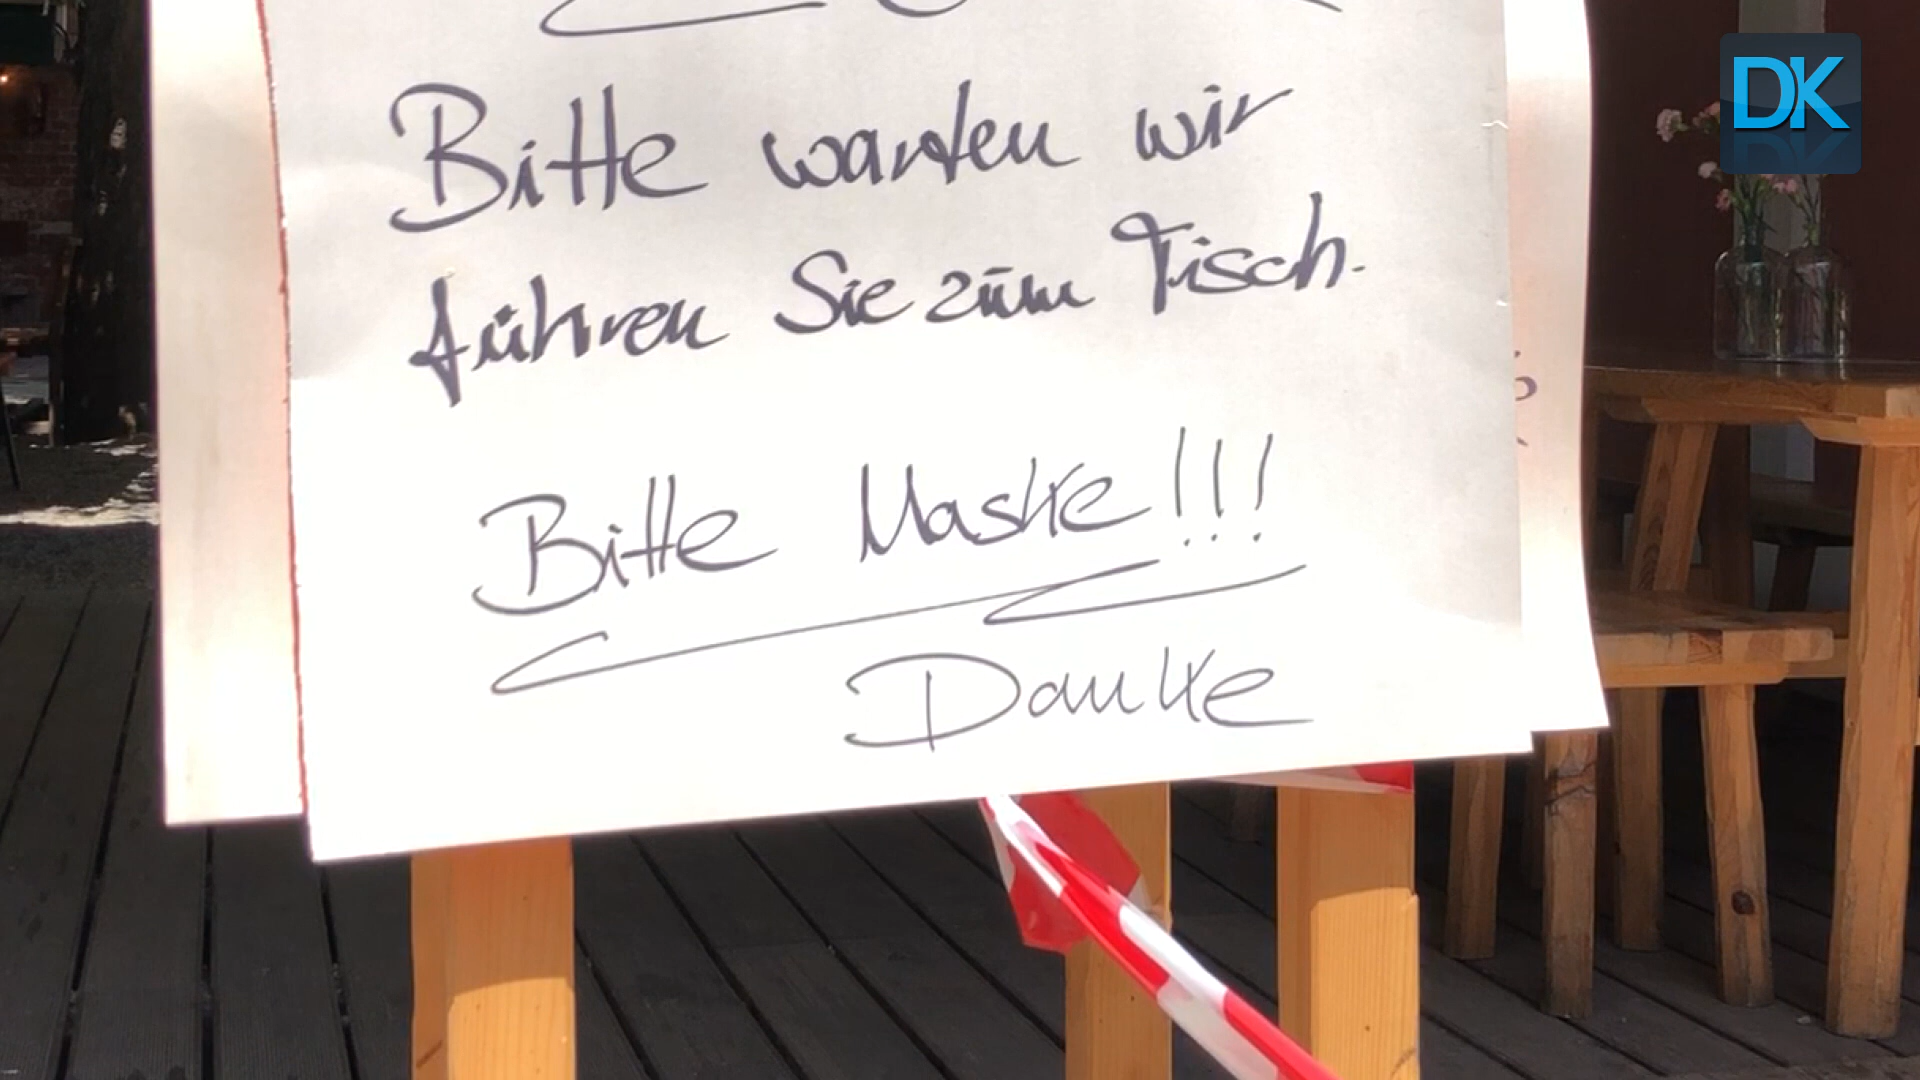 Bitte warten wir
führen Sie zum Tisch.
Bitte Maske!!!
Danke
DK